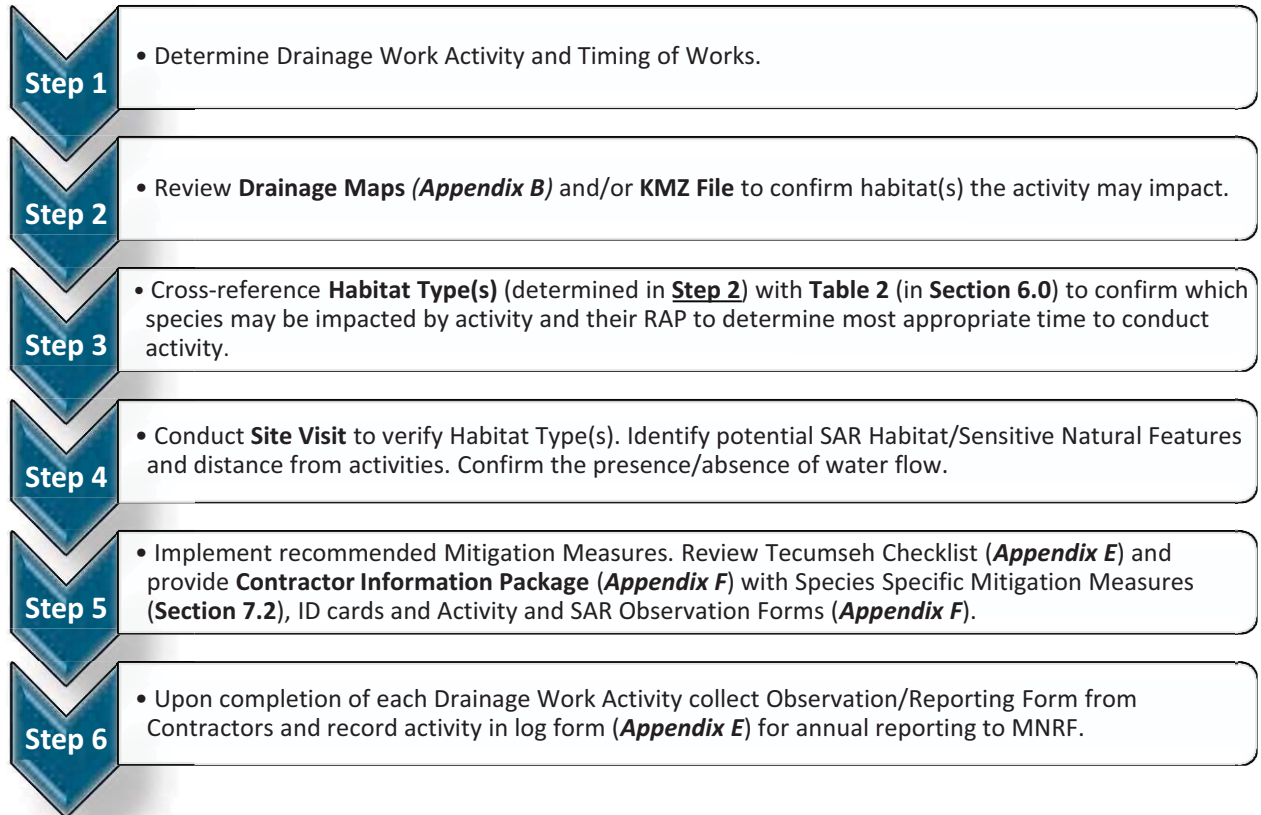 Step 1
• Determine Drainage Work Activity and Timing of Works.
Step 2
• Review Drainage Maps (Appendix B) and/or KMZ File to confirm habitat(s) the activity may impact.
Step 3
• Cross-reference Habitat Type(s) (determined in Step 2) with Table 2 (in Section 6.0) to confirm which
species may be impacted by activity and their RAP to determine most appropriate time to conduct
activity.
Step 4
• Conduct Site Visit to verify Habitat Type(s). Identify potential SAR Habitat/Sensitive Natural Features
and distance from activities. Confirm the presence/absence of water flow.
Step 5
• Implement recommended Mitigation Measures. Review Tecumseh Checklist (Appendix E) and
provide Contractor Information Package (Appendix F) with Species Specific Mitigation Measures
(Section 7.2), ID cards and Activity and SAR Observation Forms (Appendix F).
Step 6
• Upon completion of each Drainage Work Activity collect Observation/Reporting Form from
Contractors and record activity in log form (Appendix E) for annual reporting to MNRF.